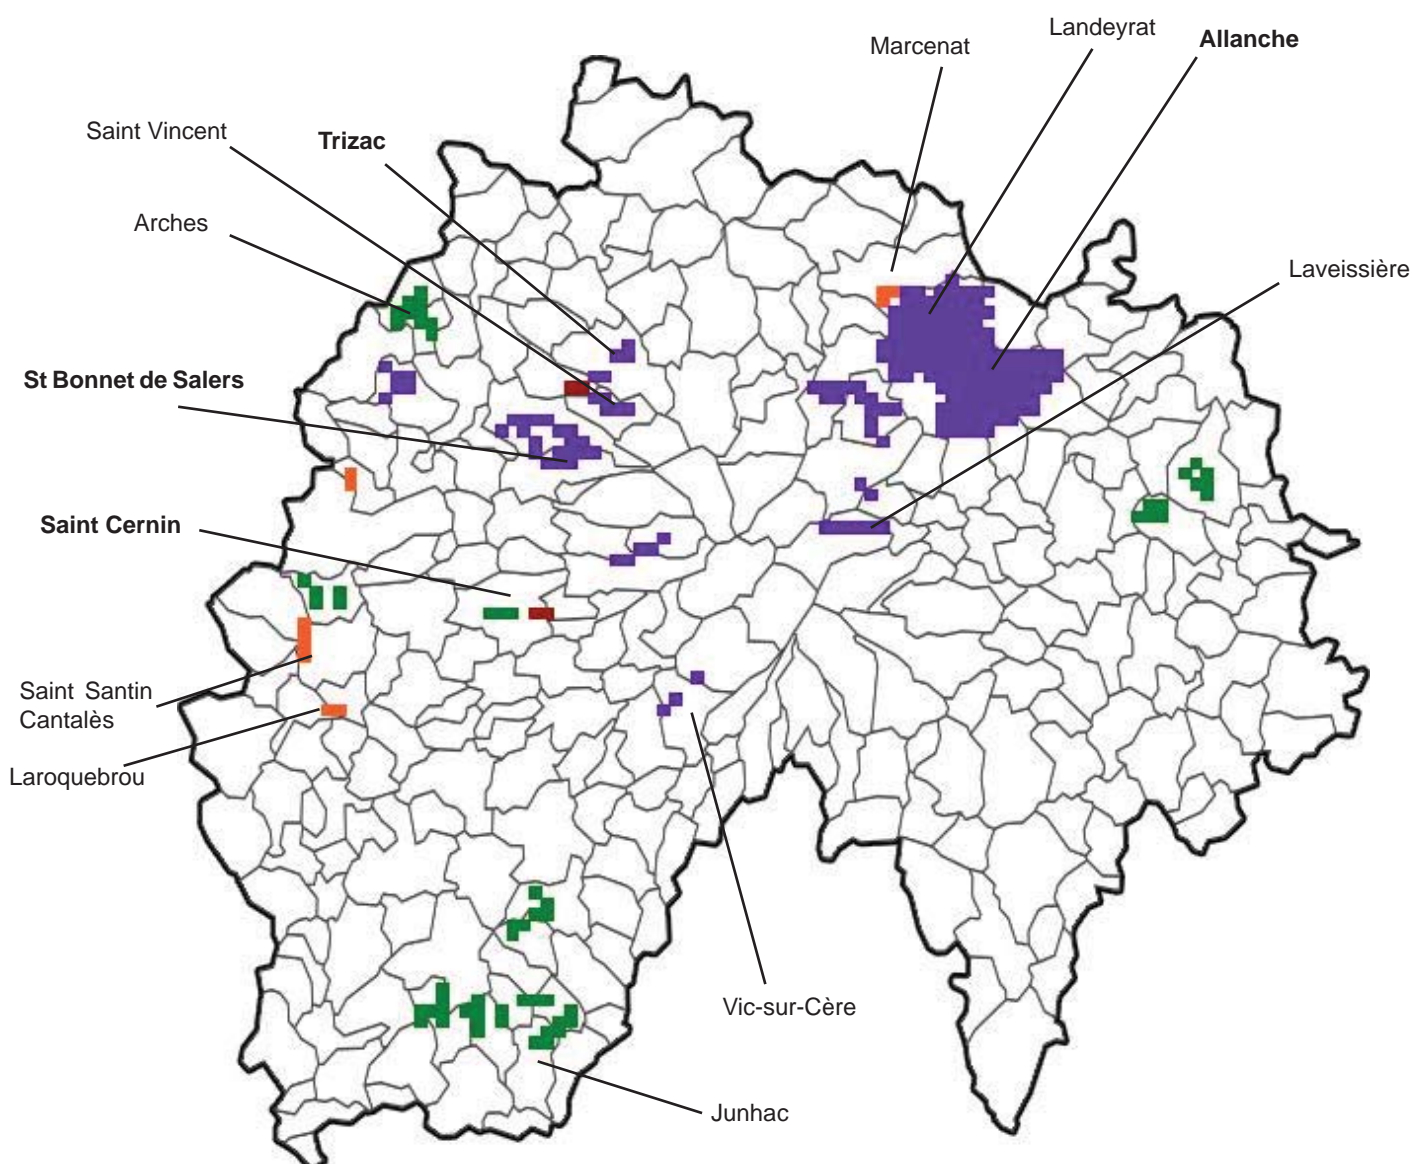 Landeyrat
Allanche
Marcenat
Saint Vincent
Trizac
Arches
Laveissière
St Bonnet de Salers
Saint Cernin
Saint Santin
Cantalès
Laroquebrou
Vic-sur-Cère
Junhac